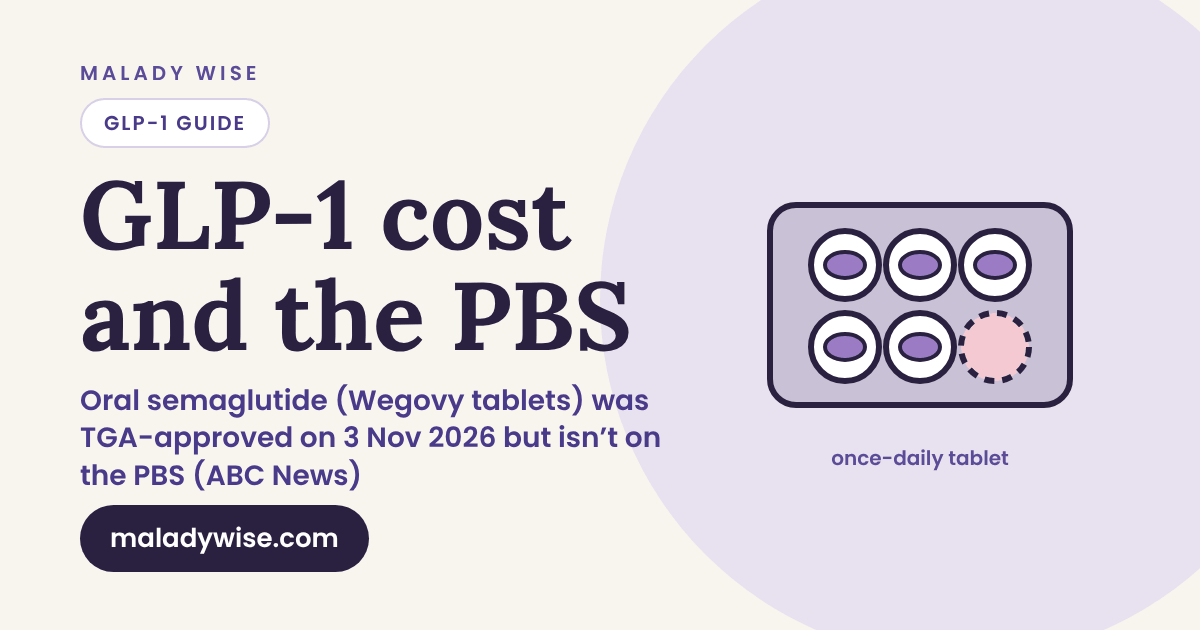 MALADY WISE
GLP-1 GUIDE
GLP-1 cost
and the PBS
Oral semaglutide (Wegovy tablets) was
TGA-approved on 3 Nov 2026 but isn’t on
the PBS (ABC News)
maladywise.com
once-daily tablet